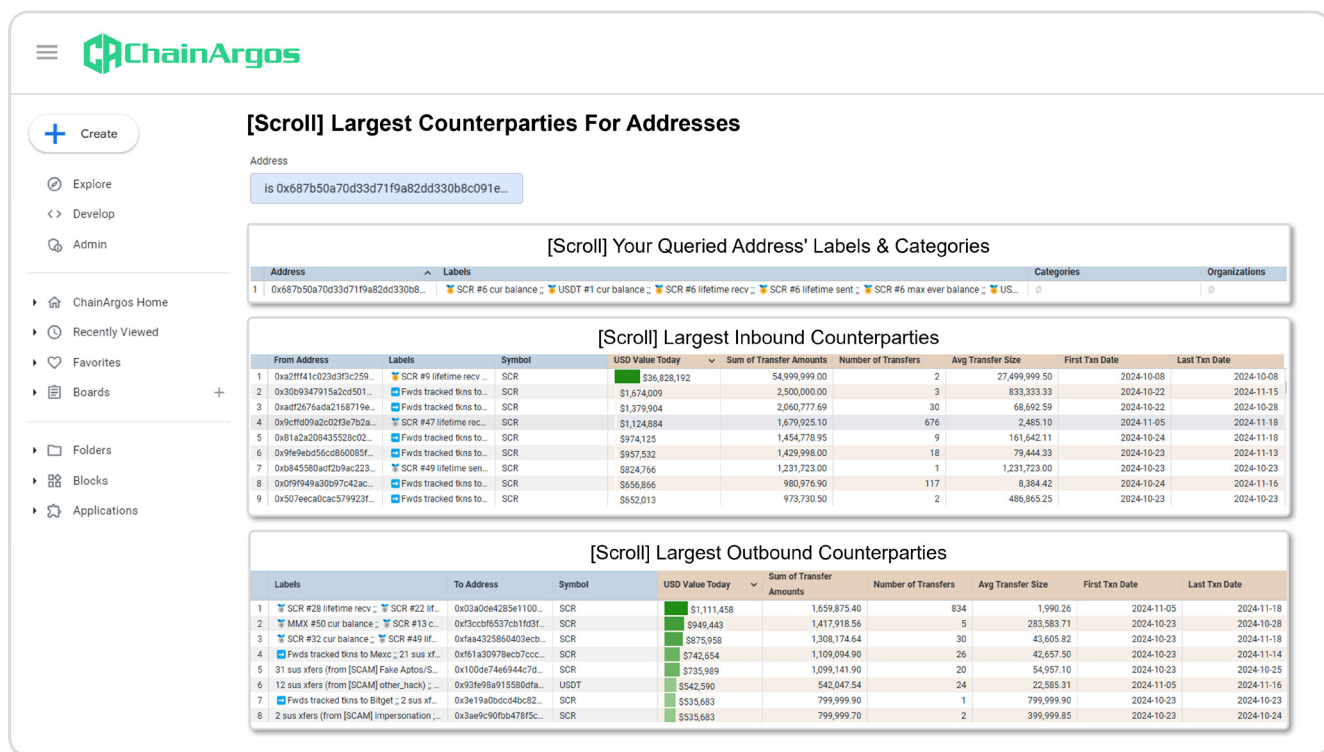 ChainArgos
Create
[Scroll] Largest Counterparties For Addresses
Address
is 0x687b50a70d33d71f9a82dd330b8c091e...
Explore
Develop
Admin
ChainArgos Home
Recently Viewed
Favorites
Boards
Folders
Blocks
Applications
[Scroll] Your Queried Address' Labels & Categories
Address Labels Categories Organizations
1 0x687b50a70d33d71f9a82dd330b8... SCR #6 cur balance ;; USDT #1 cur balance ;; SCR #6 lifetime recv ;; SCR #6 lifetime sent ;; SCR #6 max ever balance ;; US... ∅ ∅
[Scroll] Largest Inbound Counterparties
From Address Labels Symbol USD Value Today Sum of Transfer Amounts Number of Transfers Avg Transfer Size First Txn Date Last Txn Date
1 0xa2fff41c023d3f3c259... SCR #9 lifetime recv ... SCR $36,828,192 54,999,999.00 2 27,499,999.50 2024-10-08 2024-10-08
2 0x30b9347915a2cd501... Fwds tracked tkns to... SCR $1,674,009 2,500,000.00 3 833,333.33 2024-10-22 2024-11-15
3 0xadf2676ada2168719e... Fwds tracked tkns to... SCR $1,379,904 2,060,777.69 30 68,692.59 2024-10-22 2024-10-28
4 0x9cffd09a2c02f3e7b2a... SCR #47 lifetime rec... SCR $1,124,884 1,679,925.10 676 2,485.10 2024-11-05 2024-11-18
5 0x81a2a208435528c02... Fwds tracked tkns to... SCR $974,125 1,454,778.95 9 161,642.11 2024-10-24 2024-11-18
6 0x9fe9ebd56cd860085f... Fwds tracked tkns to... SCR $957,532 1,429,998.00 18 79,444.33 2024-10-23 2024-11-13
7 0xb845580adf2b9ac223... SCR #49 lifetime sen... SCR $824,766 1,231,723.00 1 1,231,723.00 2024-10-23 2024-10-23
8 0x0f9f949a30b97c42ac... Fwds tracked tkns to... SCR $656,866 980,976.90 117 8,384.42 2024-10-24 2024-11-16
9 0x507eeca0cac579923f... Fwds tracked tkns to... SCR $652,013 973,730.50 2 486,865.25 2024-10-23 2024-10-23
[Scroll] Largest Outbound Counterparties
Labels To Address Symbol USD Value Today Sum of Transfer Amounts Number of Transfers Avg Transfer Size First Txn Date Last Txn Date
1 SCR #28 lifetime recv ;; SCR #22 lif... 0x03a0de4285e1100... SCR $1,111,458 1,659,875.40 834 1,990.26 2024-11-05 2024-11-18
2 MMX #50 cur balance ;; SCR #13 c... 0xf3ccbf6537cb1fd3f... SCR $949,443 1,417,918.56 5 283,583.71 2024-10-23 2024-10-28
3 SCR #32 cur balance ;; SCR #49 lif... 0xfaa4325860403ecb... SCR $875,958 1,308,174.64 30 43,605.82 2024-10-23 2024-11-18
4 Fwds tracked tkns to Mexc ;; 21 sus xf... 0xf61a30978ecb7ccc... SCR $742,654 1,109,094.90 26 42,657.50 2024-10-23 2024-11-14
5 31 sus xfers (from [SCAM] Fake Aptos/S... 0x100de74e6944c7d... SCR $735,989 1,099,141.90 20 54,957.10 2024-10-23 2024-10-25
6 12 sus xfers (from [SCAM] other_hack) ;; ... 0x93fe98a915580dfa... USDT $542,590 542,047.54 24 22,585.31 2024-11-05 2024-11-16
7 Fwds tracked tkns to Bitget ;; 2 sus xf... 0x3e19a0bdcd4bc82... SCR $535,683 799,999.90 1 799,999.90 2024-10-23 2024-10-23
8 2 sus xfers (from [SCAM] impersonation ;... 0x3ae9c90fbb478f5c... SCR $535,683 799,999.70 2 399,999.85 2024-10-23 2024-10-24